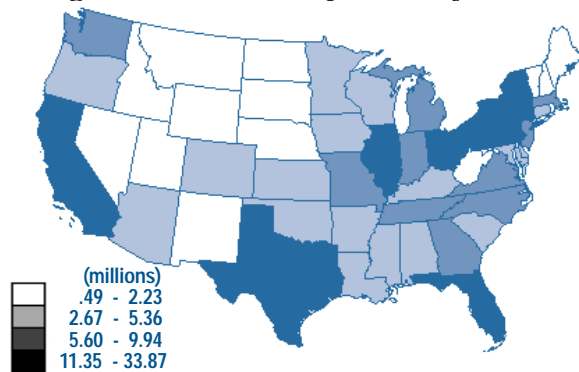 (millions)
.49 - 2.23
2.67 - 5.36
5.60 - 9.94
11.35 - 33.87